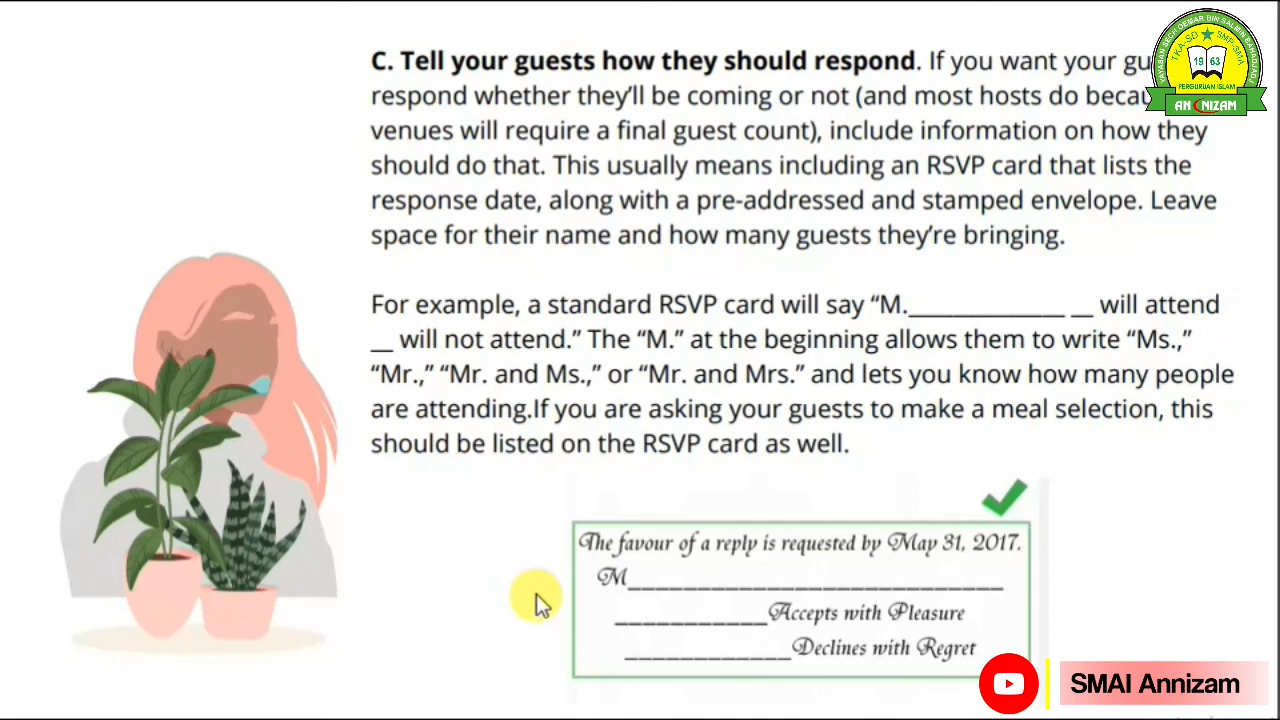 C. Tell your guests how they should respond. If you want your gu
respond whether they'll be coming or not (and most hosts do becau
venues will require a final guest count), include information on how they
should do that. This usually means including an RSVP card that lists the
response date, along with a pre-addressed and stamped envelope. Leave
space for their name and how many guests they're bringing.
For example, a standard RSVP card will say “M.______________ __ will attend
__ will not attend.” The “M.” at the beginning allows them to write “Ms.,”
“Mr.,” “Mr. and Ms.,” or “Mr. and Mrs.” and lets you know how many people
are attending.If you are asking your guests to make a meal selection, this
should be listed on the RSVP card as well.
The favour of a reply is requested by May 31, 2017.
M____________________________
___________Accepts with Pleasure
____________Declines with Regret
TKA-SD SMP-SMA
19 63
PERGURUAN ISLAM
AN NIZAM
SMAI Annizam